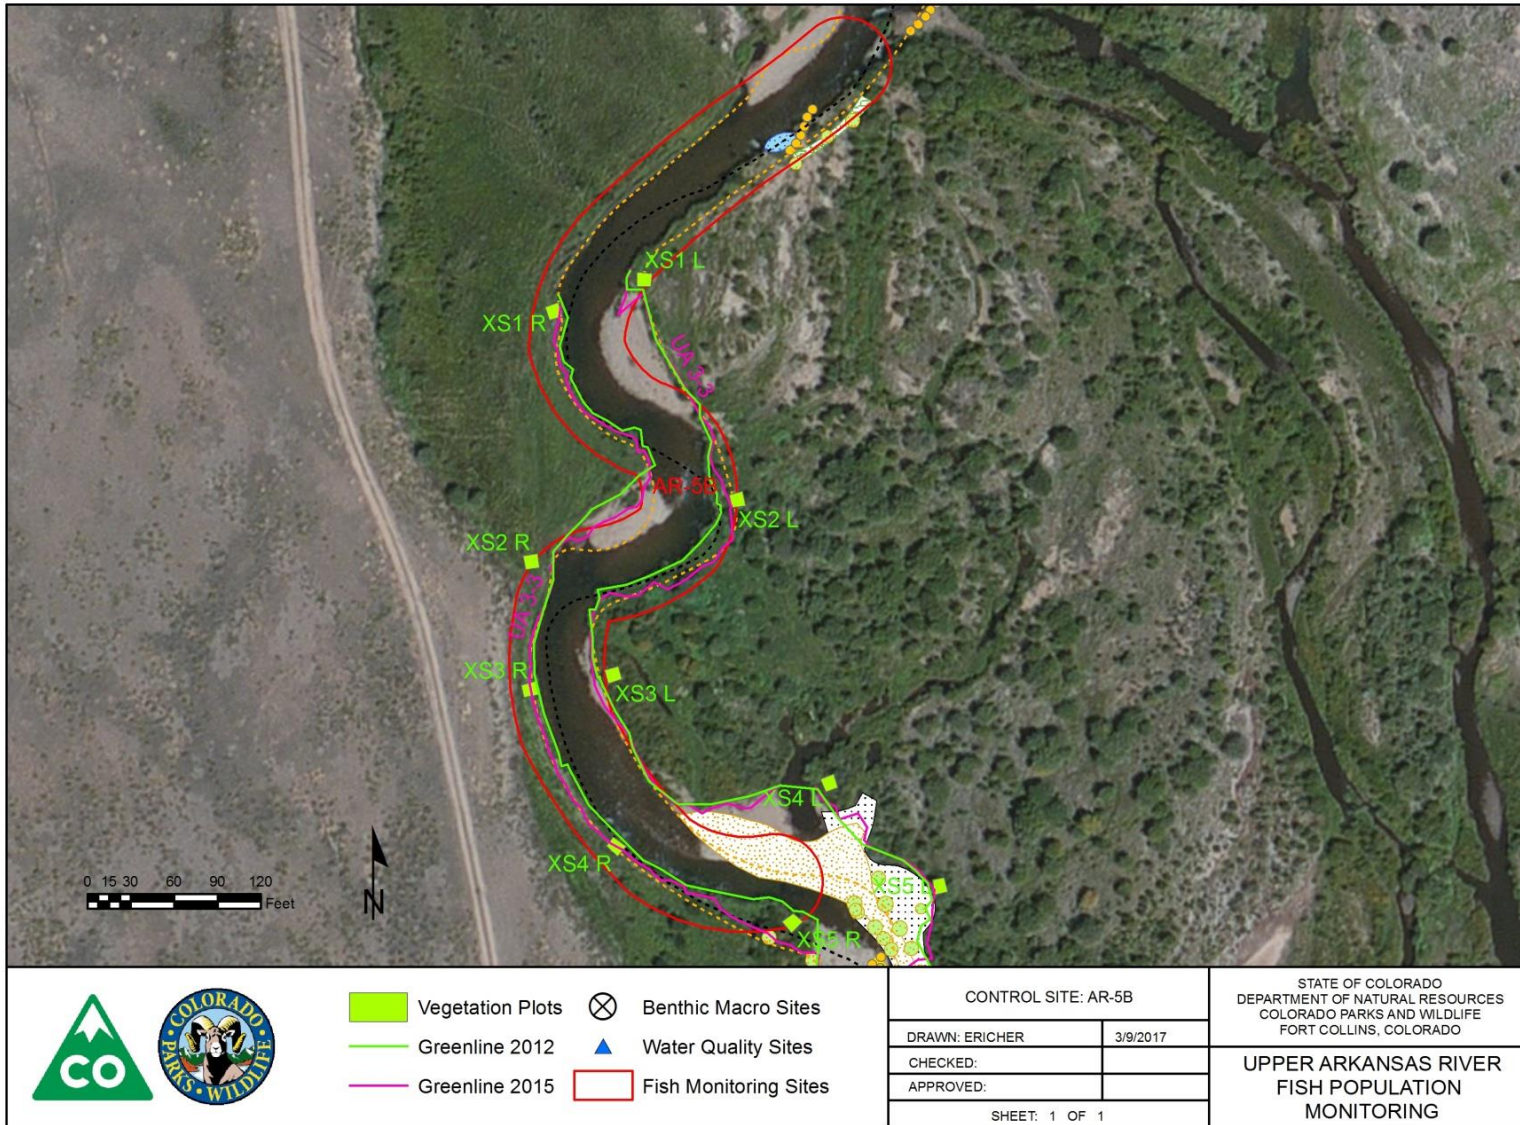 XS1 L
XS1 R
UA 3-3
AR-5B
XS2 L
XS2 R
UA 3-3
XS3 R
XS3 L
XS4 L
XS4 R
XS5 L
XS5 R
0 15 30 60 90 120
Feet
N
CO
COLORADO
PARKS • WILDLIFE
Vegetation Plots
Greenline 2012
Greenline 2015
Benthic Macro Sites
Water Quality Sites
Fish Monitoring Sites
CONTROL SITE: AR-5B
DRAWN: ERICHER 3/9/2017
CHECKED:
APPROVED:
SHEET: 1 OF 1
STATE OF COLORADO
DEPARTMENT OF NATURAL RESOURCES
COLORADO PARKS AND WILDLIFE
FORT COLLINS, COLORADO
UPPER ARKANSAS RIVER
FISH POPULATION
MONITORING